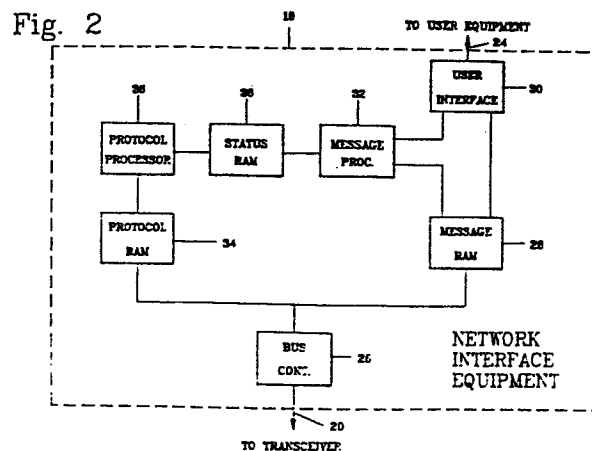 Fig. 2
18
TO USER EQUIPMENT
24
USER
INTERFACE
30
36
PROTOCOL
PROCESSOR
STATUS
RAM
32
MESSAGE
PROC.
PROTOCOL
RAM
34
MESSAGE
RAM
28
BUS
CONT.
26
NETWORK
INTERFACE
EQUIPMENT
20
TO TRANSCEIVER